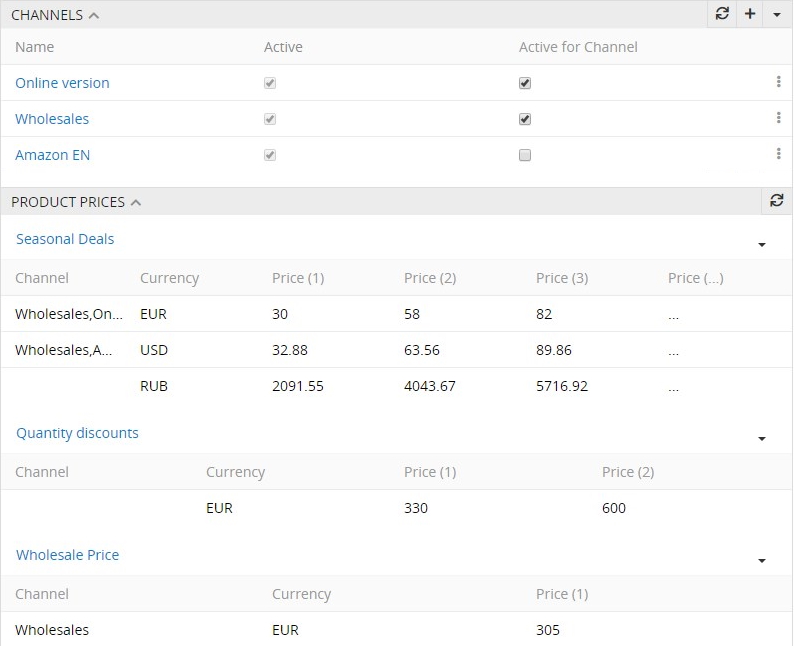 CHANNELS
Name Active Active for Channel
Online version
Wholesales
Amazon EN
PRODUCT PRICES
Seasonal Deals
Channel Currency Price (1) Price (2) Price (3) Price (...)
Wholesales,On... EUR 30 58 82 ...
Wholesales,A... USD 32.88 63.56 89.86 ...
RUB 2091.55 4043.67 5716.92 ...
Quantity discounts
Channel Currency Price (1) Price (2)
EUR 330 600
Wholesale Price
Channel Currency Price (1)
Wholesales EUR 305